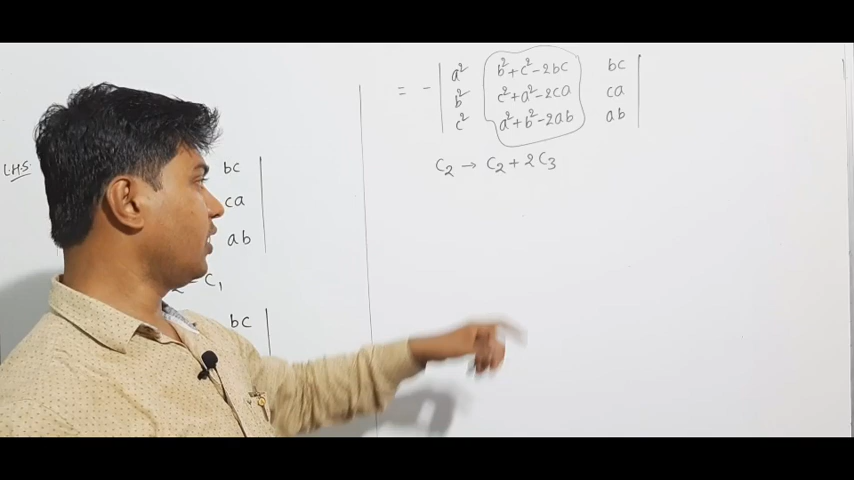 L.H.S.
bc
ca
ab
C₁
bc
= - | a² b²+c²-2bc bc |
b² c²+a²-2ca ca
c² a²+b²-2ab ab
C₂ → C₂ + 2C₃